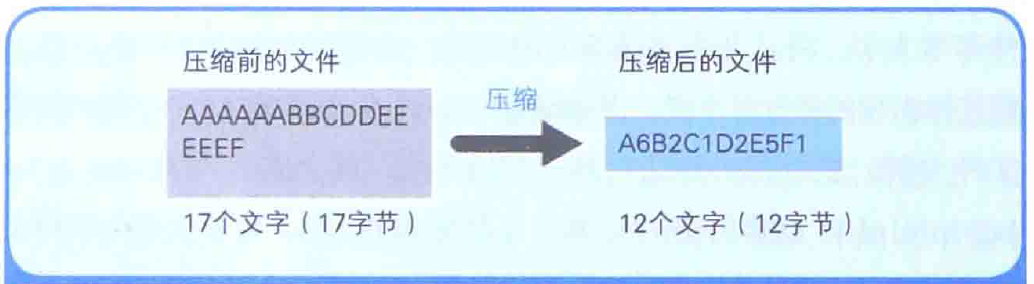 压缩前的文件
AAAAAABBCDDEE
EEEF
17个文字（17字节）
压缩
压缩后的文件
A6B2C1D2E5F1
12个文字（12字节）